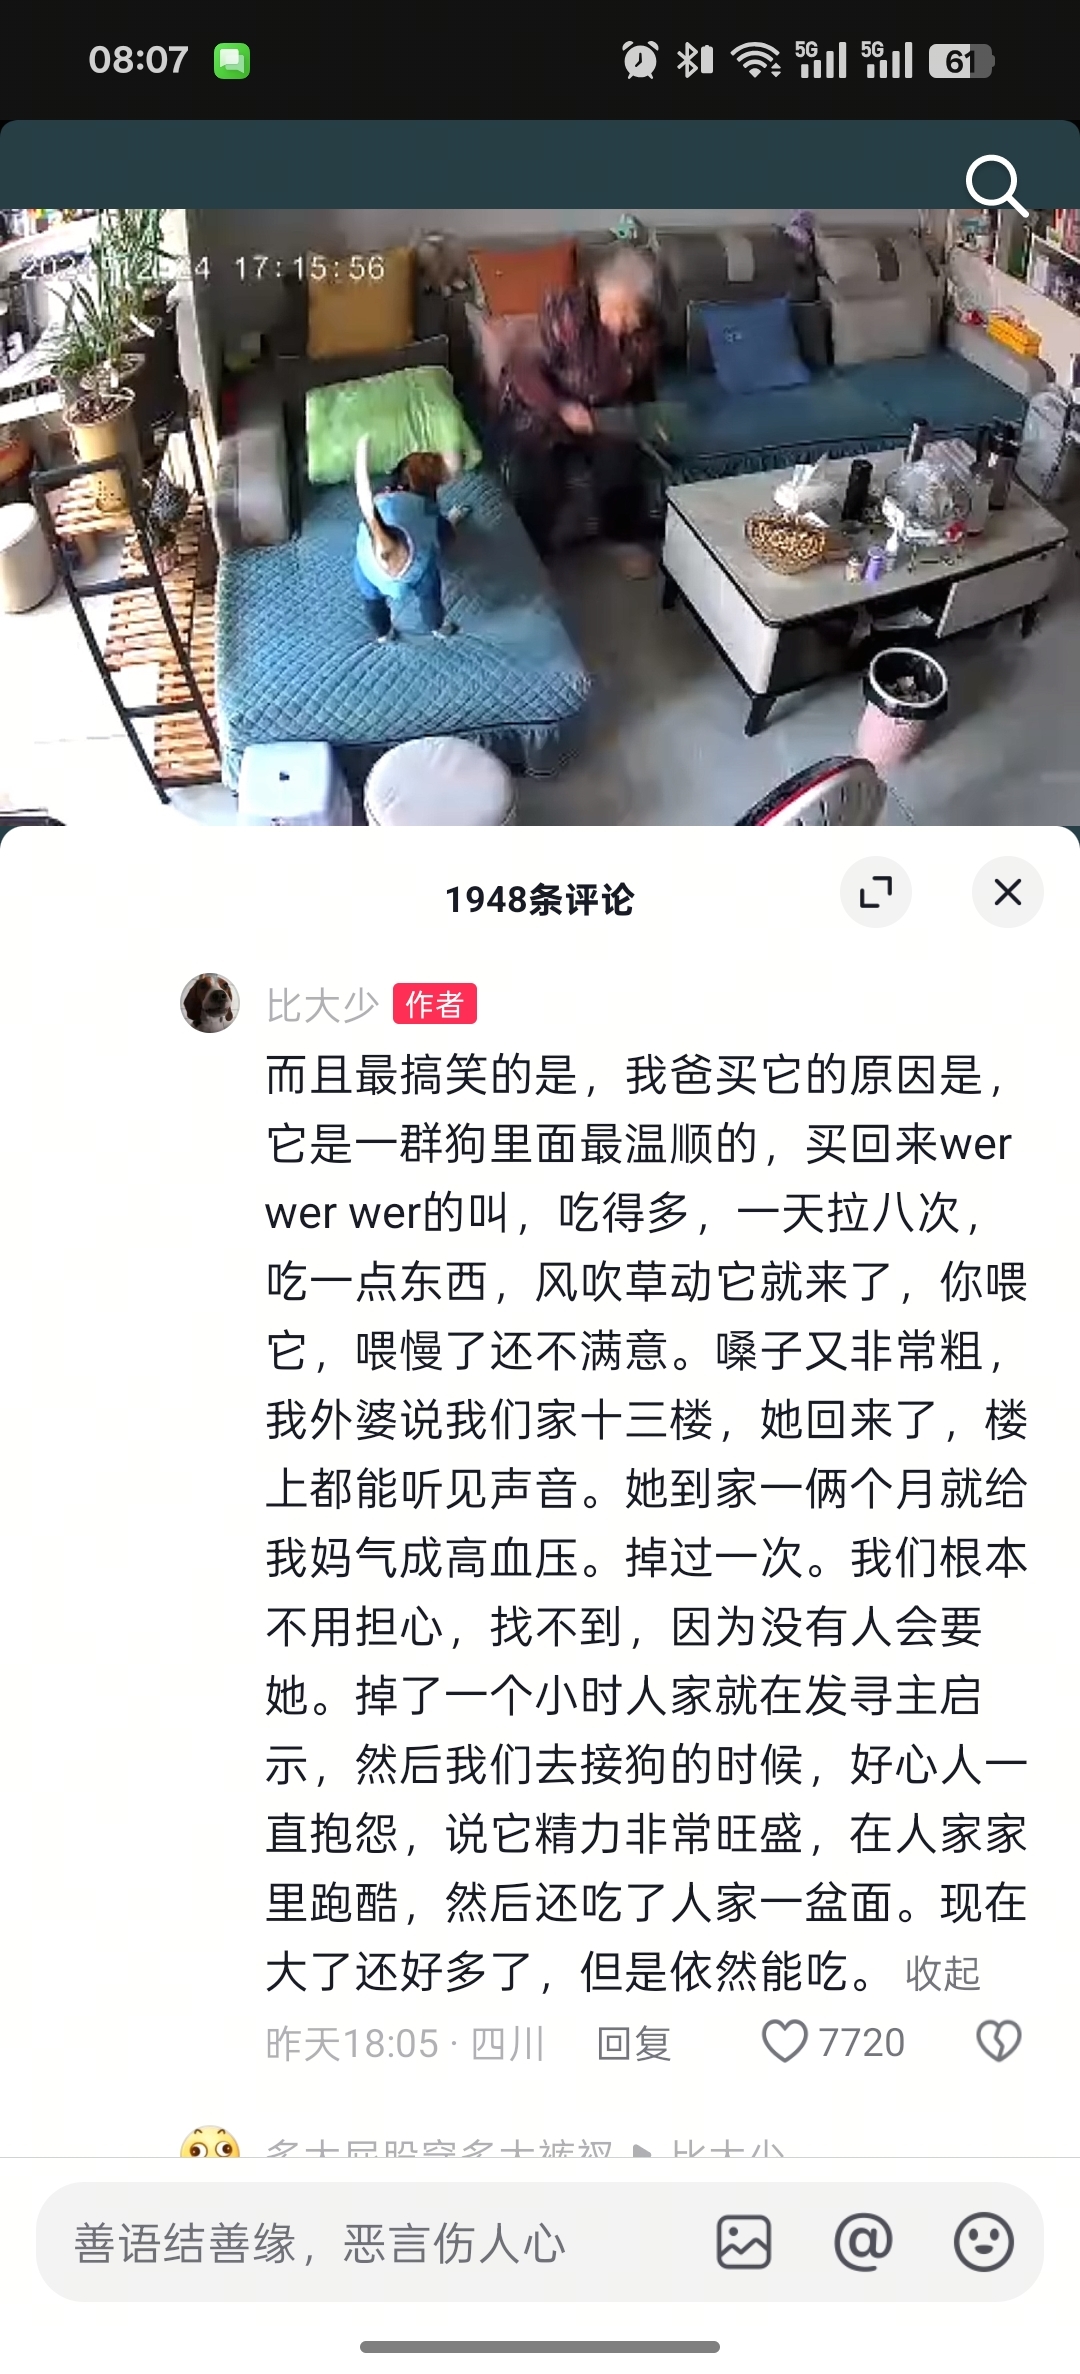 08:07
5G 5G 61
17:15:56
1948条评论
比大少 作者
而且最搞笑的是，我爸买它的原因是，
它是一群狗里面最温顺的，买回来wer
wer wer的叫，吃得多，一天拉八次，
吃一点东西，风吹草动它就来了，你喂
它，喂慢了还不满意。嗓子又非常粗，
我外婆说我们家十三楼，她回来了，楼
上都能听见声音。她到家一俩个月就给
我妈气成高血压。掉过一次。我们根本
不用担心，找不到，因为没有人会要
她。掉了一个小时人家就在发寻主启
示，然后我们去接狗的时候，好心人一
直抱怨，说它精力非常旺盛，在人家家
里跑酷，然后还吃了人家一盆面。现在
大了还好多了，但是依然能吃。 收起
昨天18:05 · 四川 回复 7720
多大屁股穿多大裤衩 ▶ 比大少
善语结善缘，恶言伤人心